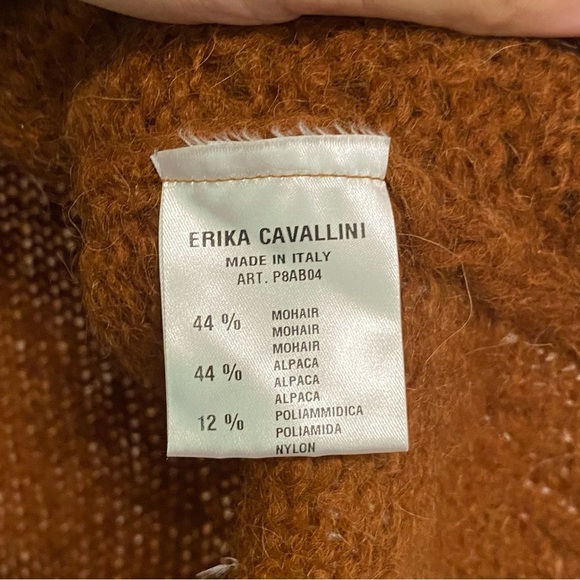 ERIKA CAVALLINI
MADE IN ITALY
ART. P8AB04
44 % MOHAIR
MOHAIR
MOHAIR
44 % ALPACA
ALPACA
ALPACA
12 % POLIAMMIDICA
POLIAMIDA
NYLON